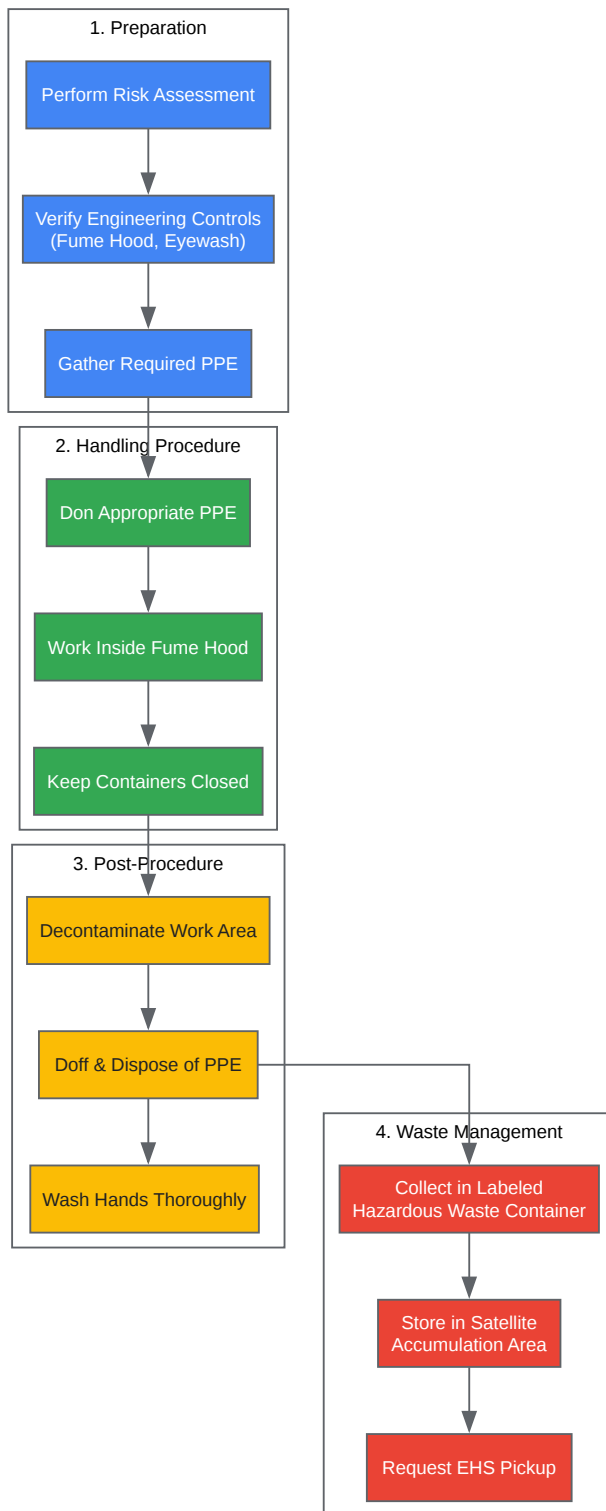 1. Preparation
Perform Risk Assessment
Verify Engineering Controls
(Fume Hood, Eyewash)
Gather Required PPE
2. Handling Procedure
Don Appropriate PPE
Work Inside Fume Hood
Keep Containers Closed
3. Post-Procedure
Decontaminate Work Area
Doff & Dispose of PPE
Wash Hands Thoroughly
4. Waste Management
Collect in Labeled
Hazardous Waste Container
Store in Satellite
Accumulation Area
Request EHS Pickup